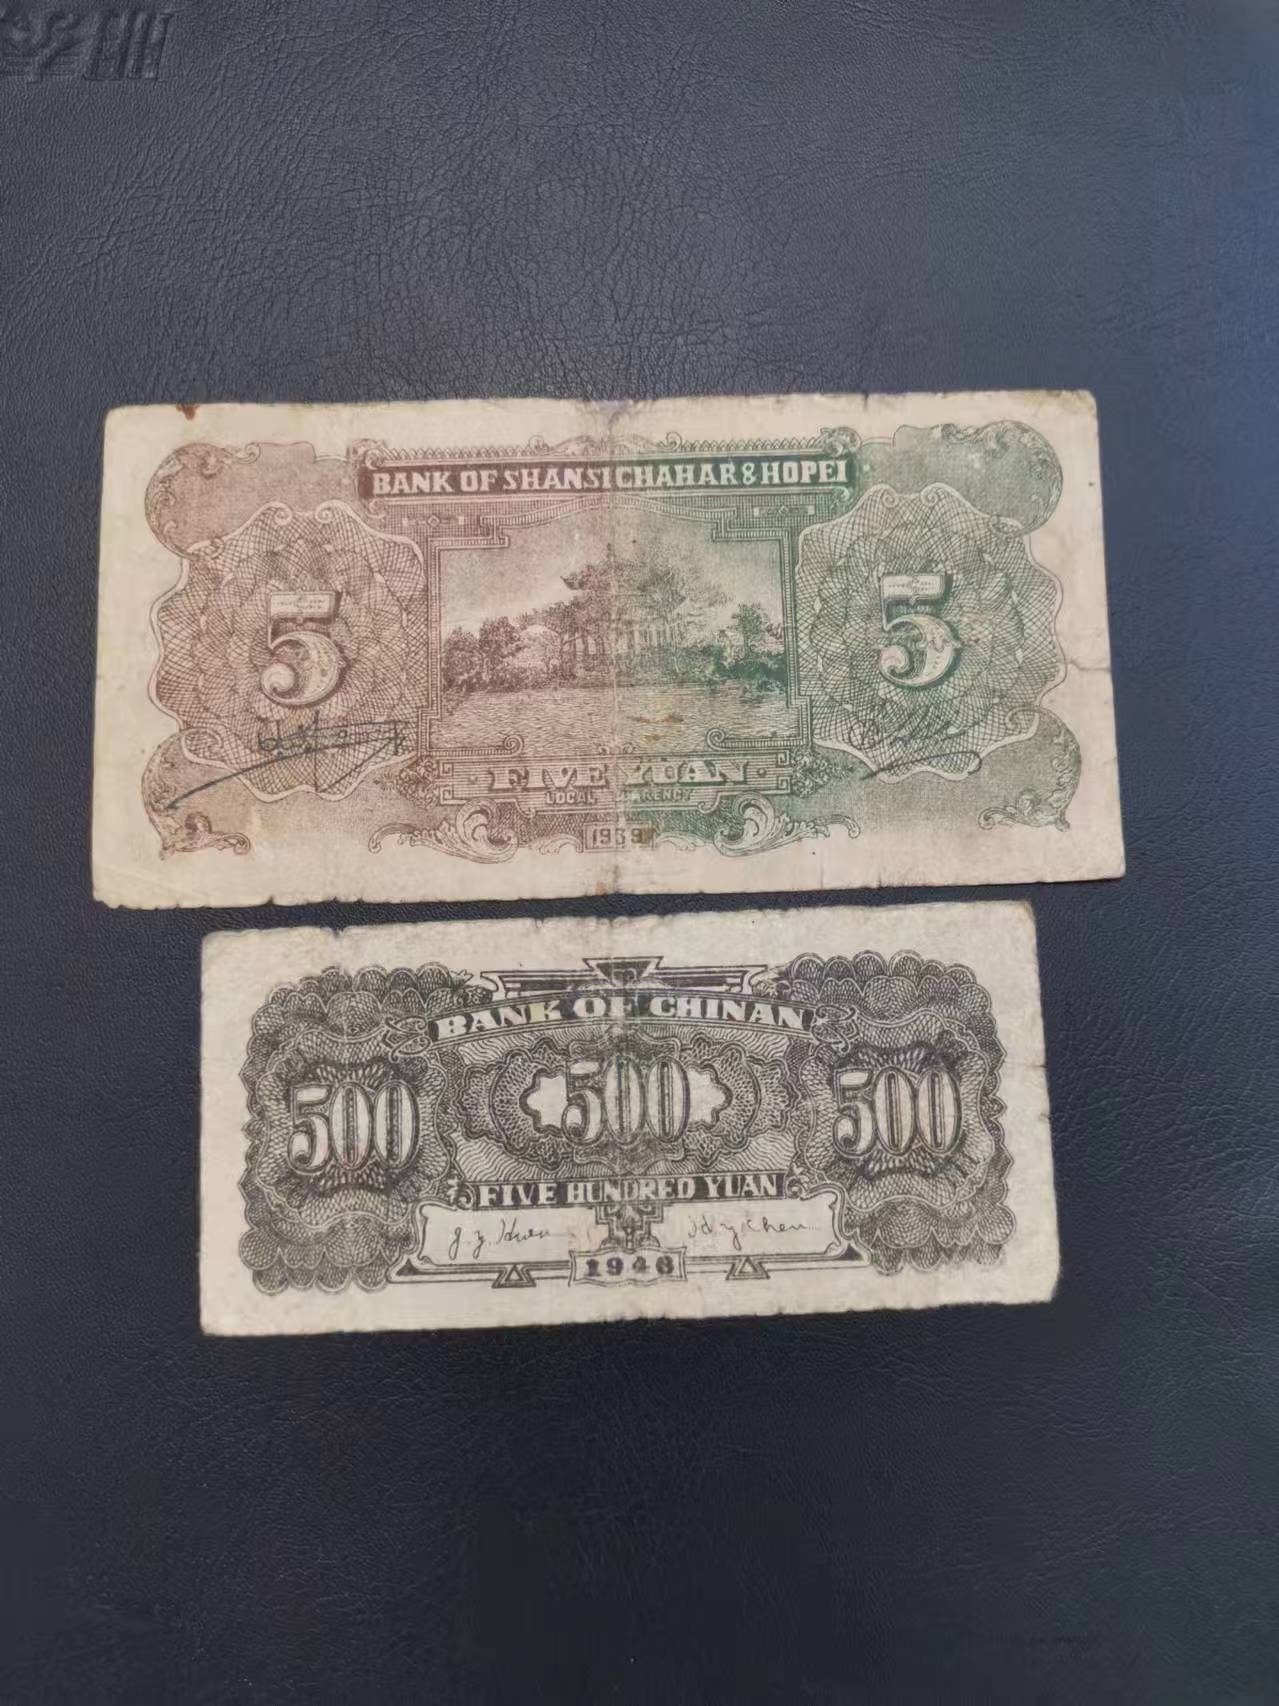 BANK OF SHANSI CHAHAR & HOPEI
5
5
FIVE YUAN
LOCAL CURRENCY
1939
BANK OF CHINAN
500
500
500
FIVE HUNDRED YUAN
1946